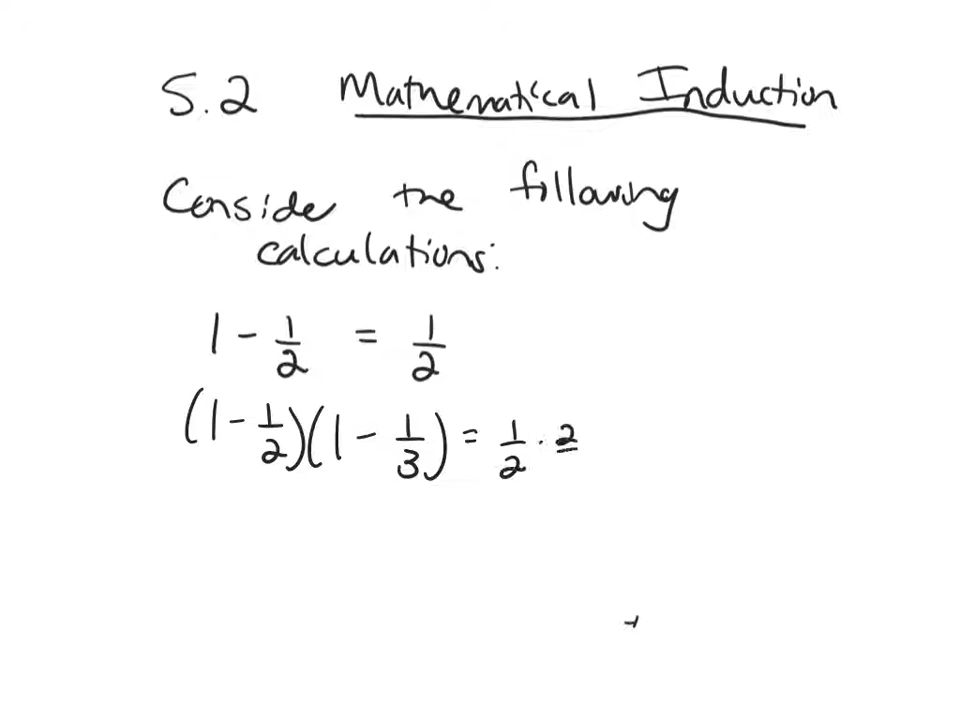 5.2 Mathematical Induction
Conside the following
calculations:
1 - 1/2 = 1/2
(1 - 1/2)(1 - 1/3) = 1/2 · 2